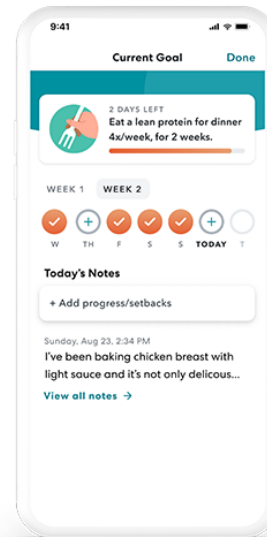 9:41
Current Goal Done
2 DAYS LEFT
Eat a lean protein for dinner
4x/week, for 2 weeks.
WEEK 1 WEEK 2
W TH F S S TODAY T
Today's Notes
+ Add progress/setbacks
Sunday, Aug 23, 2:34 PM
I've been baking chicken breast with
light sauce and it's not only delicous...
View all notes →